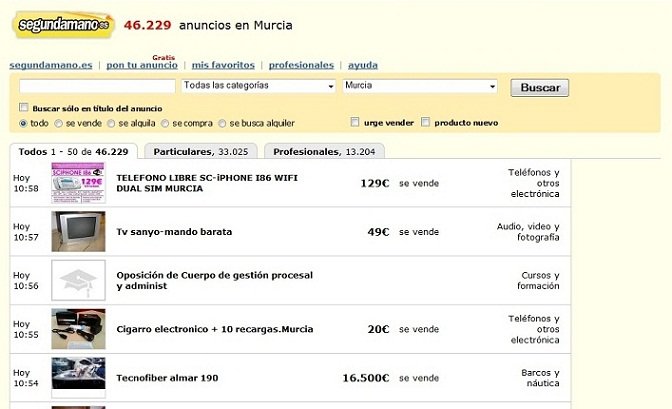 segundamano.es
46.229 anuncios en Murcia
Gratis
segundamano.es | pon tu anuncio | mis favoritos | profesionales | ayuda
Todas las categorías Murcia Buscar
Buscar sólo en título del anuncio
todo se vende se alquila se compra se busca alquiler urge vender producto nuevo
Todos 1 - 50 de 46.229 Particulares, 33.025 Profesionales, 13.204
Hoy
10:58
SCIPHONE I86
129€
TELEFONO LIBRE SC-iPHONE I86 WIFI
DUAL SIM MURCIA
129€ se vende
Teléfonos y
otros
electrónica
Hoy
10:57
Tv sanyo-mando barata
49€ se vende
Audio, video y
fotografía
Hoy
10:56
Oposición de Cuerpo de gestión procesal
y administ
Cursos y
formación
Hoy
10:55
Cigarro electronico + 10 recargas.Murcia
20€ se vende
Teléfonos y
otros
electrónica
Hoy
10:54
Tecnofiber almar 190
16.500€ se vende
Barcos y
náutica